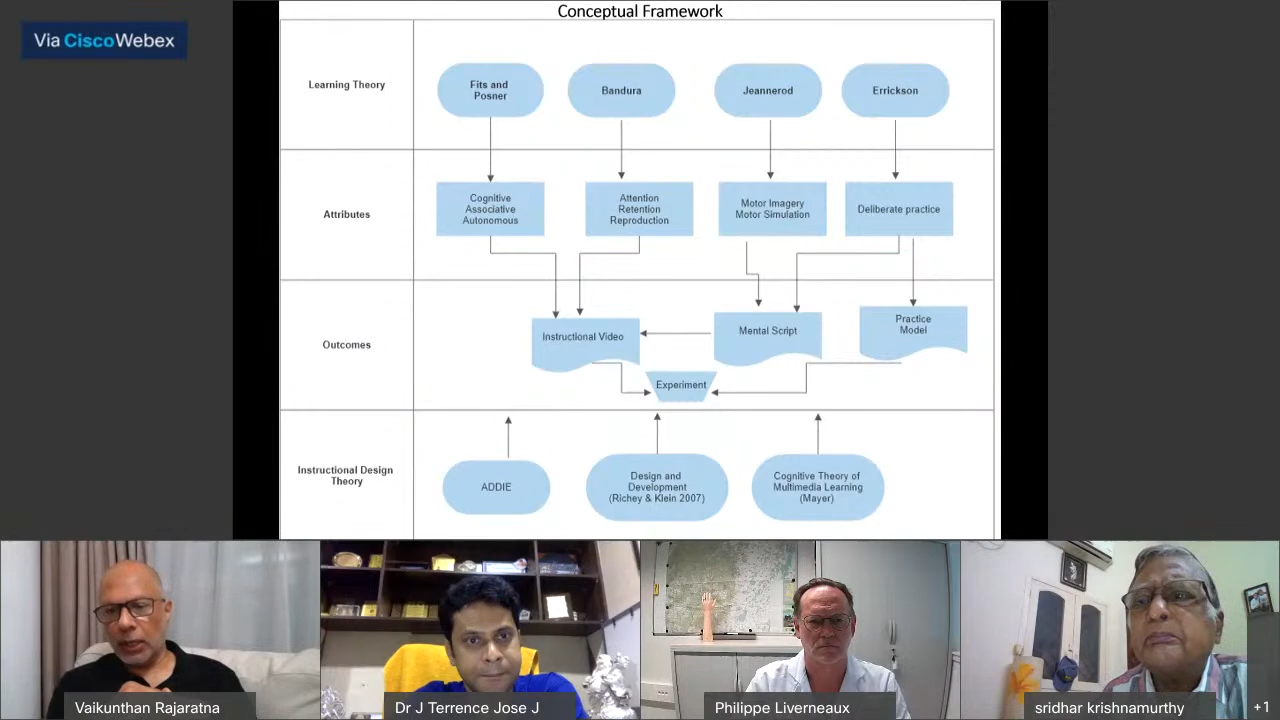 Conceptual Framework
Via CiscoWebex
Learning Theory
Fits and
Posner
Bandura
Jeannerod
Errickson
Attributes
Cognitive
Associative
Autonomous
Attention
Retention
Reproduction
Motor Imagery
Motor Simulation
Deliberate practice
Outcomes
Instructional Video
Mental Script
Practice
Model
Experiment
Instructional Design
Theory
ADDIE
Design and
Development
(Richey & Klein 2007)
Cognitive Theory of
Multimedia Learning
(Mayer)
Vaikunthan Rajaratna
Dr J Terrence Jose J
Philippe Liverneaux
sridhar krishnamurthy
+1